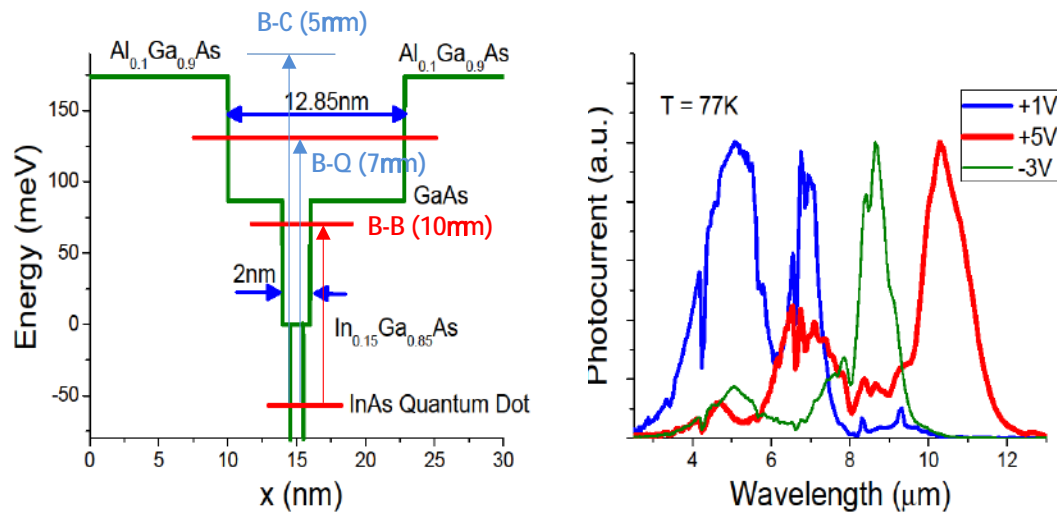 B-C (5mm)
Al0.1Ga0.9As
Al0.1Ga0.9As
12.85nm
B-Q (7mm)
GaAs
B-B (10mm)
2nm
In0.15Ga0.85As
InAs Quantum Dot
Energy (meV)
150
100
50
0
-50
0
5
10
15
20
25
30
x (nm)
T = 77K
+1V
+5V
-3V
Photocurrent (a.u.)
4
6
8
10
12
Wavelength (μm)